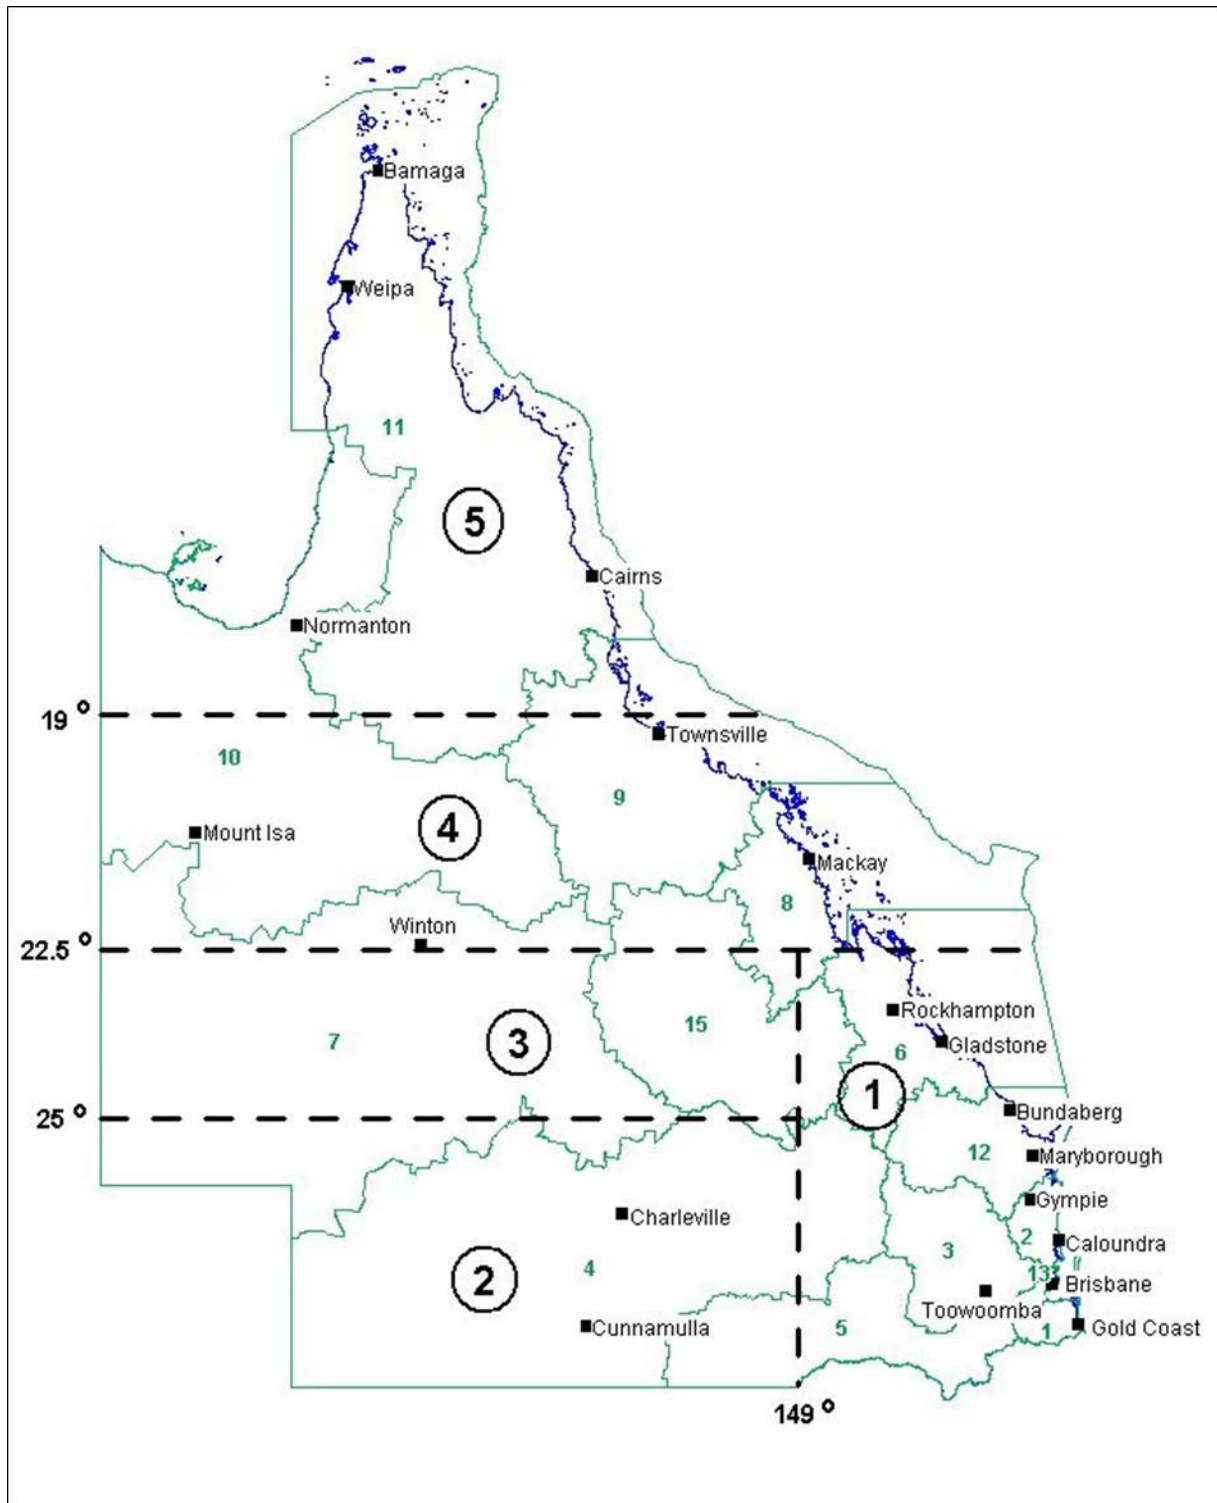 Bamaga
Weipa
11
5
Cairns
Normanton
19 °
Townsville
10
9
4
Mount Isa
Mackay
8
Winton
22.5 °
Rockhampton
15
7
3
6
Gladstone
1
25 °
Bundaberg
12
Maryborough
Gympie
Charleville
2
3
Caloundra
4
2
13
Brisbane
Toowoomba
Cunnamulla
5
1
Gold Coast
149 °